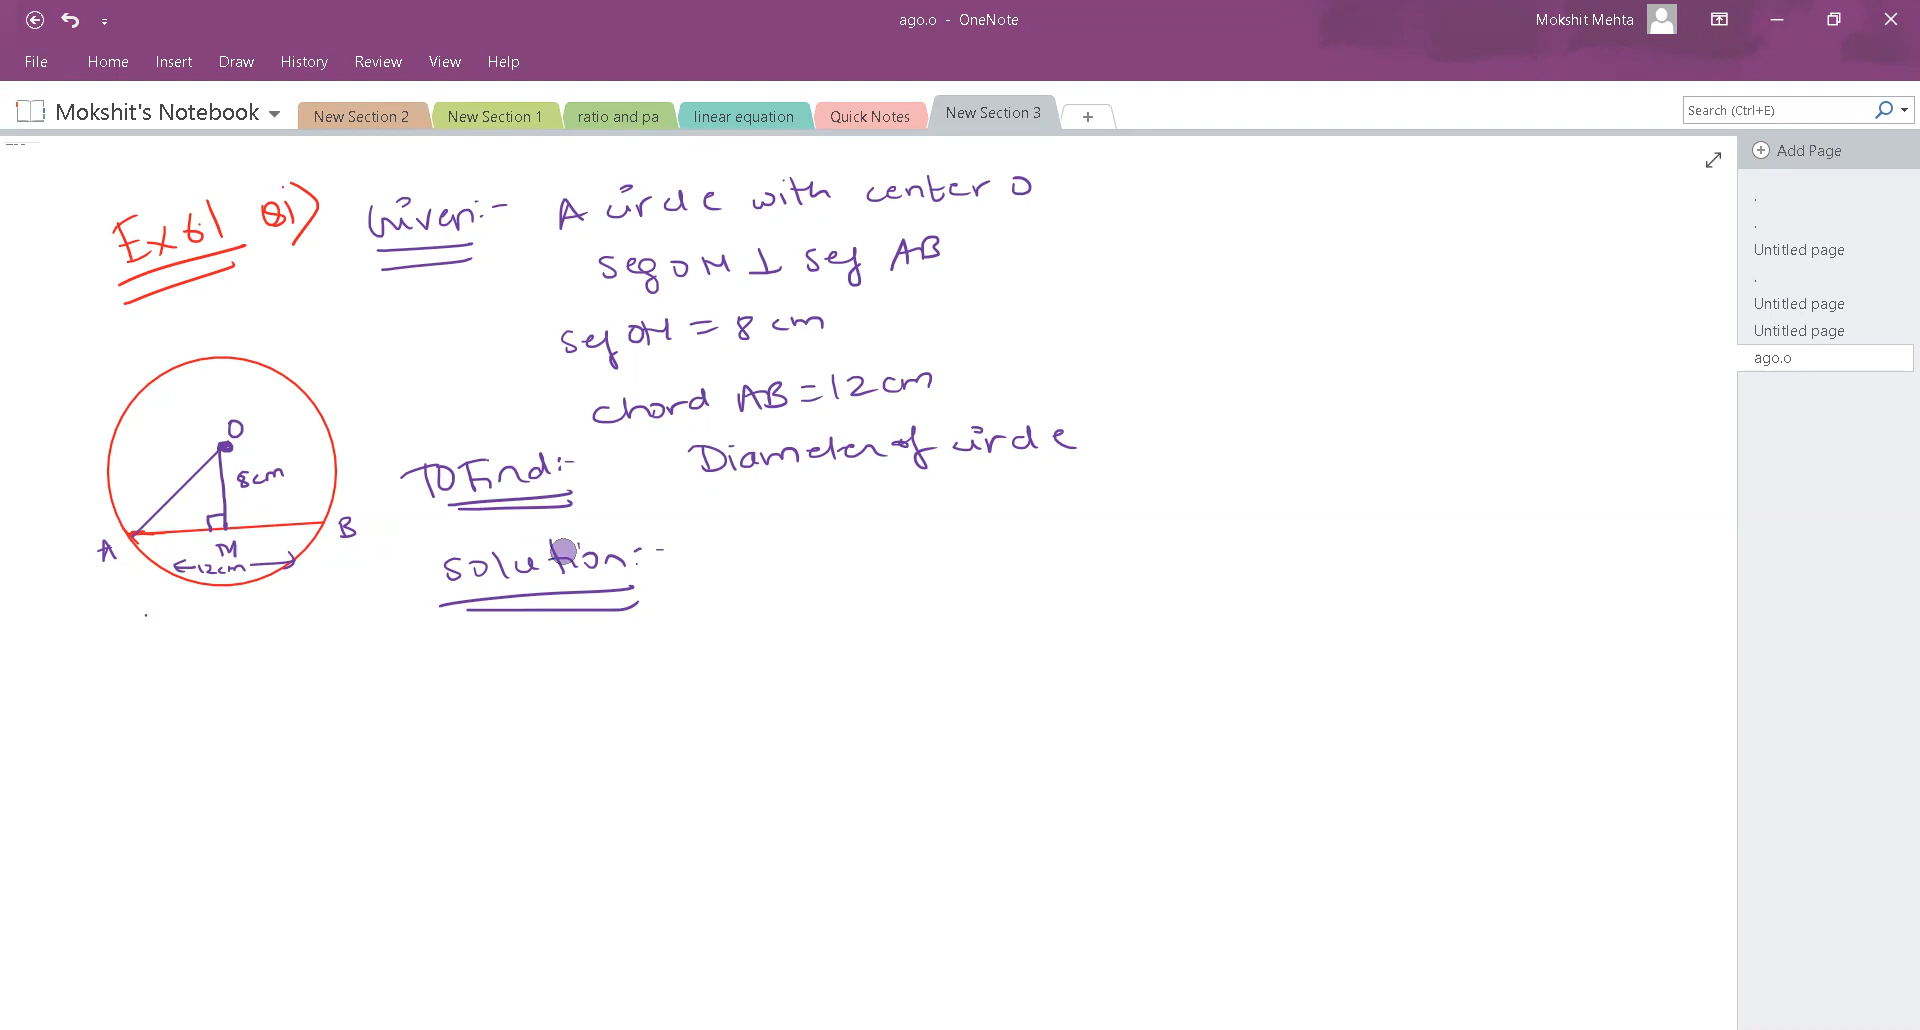 ago.o - OneNote
Mokshit Mehta
File Home Insert Draw History Review View Help
Mokshit's Notebook
New Section 2 New Section 1 ratio and pa linear equation Quick Notes New Section 3 +
Search (Ctrl+E)
Add Page
.
.
Untitled page
.
Untitled page
Untitled page
ago.o
Ex 6.1 Q1) Given:- A circle with center O
seg OM ⊥ seg AB
seg OM = 8 cm
chord AB = 12 cm
To Find:- Diameter of circle
Solution:-
O
8cm
A
B
M
12cm